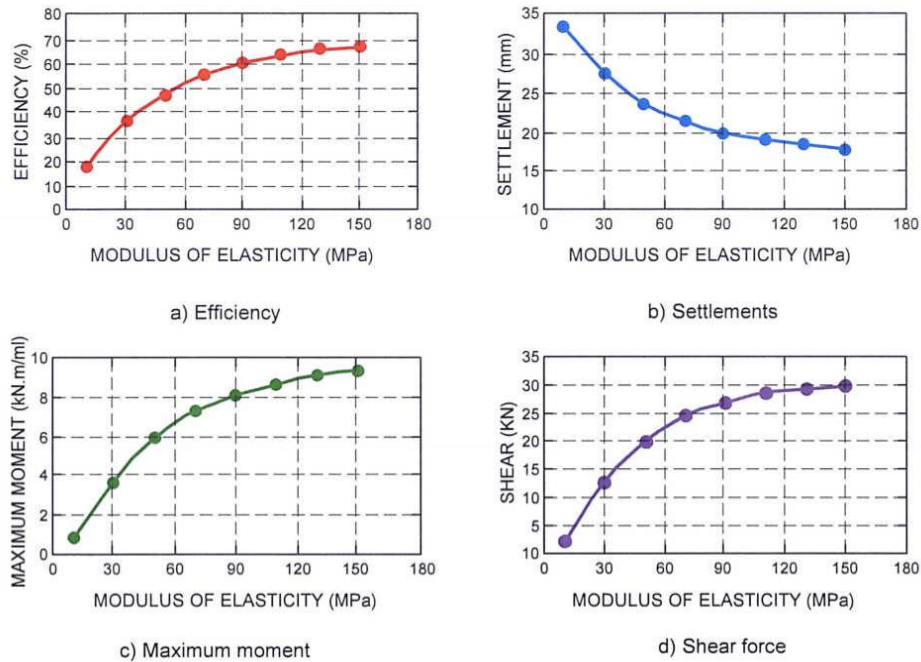 80
70
60
50
40
30
20
10
0
0 30 60 90 120 150 180
EFFICIENCY (%)
MODULUS OF ELASTICITY (MPa)
a) Efficiency
35
30
25
20
15
10
0 30 60 90 120 150 180
SETTLEMENT (mm)
MODULUS OF ELASTICITY (MPa)
b) Settlements
10
8
6
4
2
0
0 30 60 90 120 150 180
MAXIMUM MOMENT (kN.m/ml)
MODULUS OF ELASTICITY (MPa)
c) Maximum moment
35
30
25
20
15
10
5
10
0 30 60 90 120 150 180
SHEAR (KN)
MODULUS OF ELASTICITY (MPa)
d) Shear force